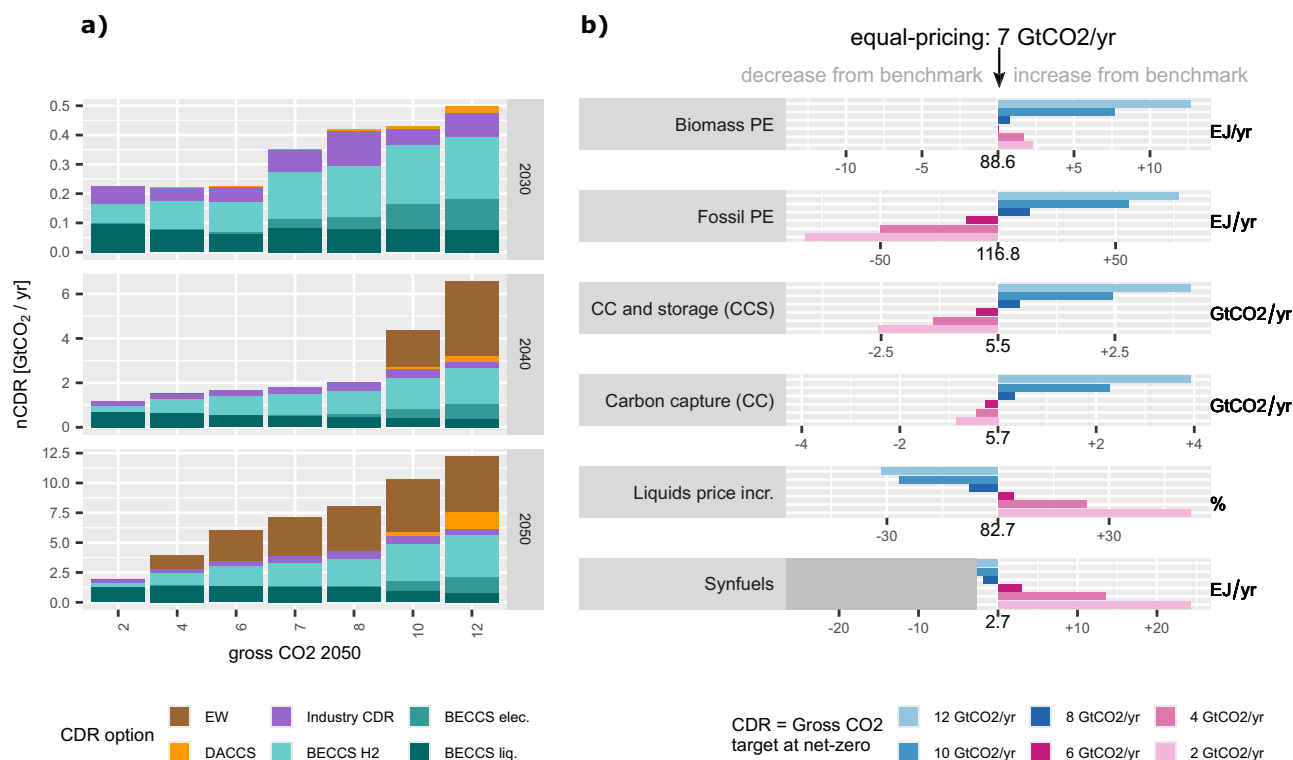 a)
0.5
0.4
0.3
0.2
0.1
0.0
2030
6
4
2
0
2040
12.5
10.0
7.5
5.0
2.5
0.0
2050
nCDR [GtCO2 / yr]
2 4 6 7 8 10 12
gross CO2 2050
CDR option
EW
Industry CDR
BECCS elec.
DACCS
BECCS H2
BECCS liq.
b)
equal-pricing: 7 GtCO2/yr
decrease from benchmark
increase from benchmark
Biomass PE
EJ/yr
-10 -5 88.6 +5 +10
Fossil PE
EJ/yr
-50 116.8 +50
CC and storage (CCS)
GtCO2/yr
-2.5 5.5 +2.5
Carbon capture (CC)
GtCO2/yr
-4 -2 5.7 +2 +4
Liquids price incr.
%
-30 82.7 +30
Synfuels
EJ/yr
-20 -10 2.7 +10 +20
CDR = Gross CO2
target at net-zero
12 GtCO2/yr
8 GtCO2/yr
4 GtCO2/yr
10 GtCO2/yr
6 GtCO2/yr
2 GtCO2/yr